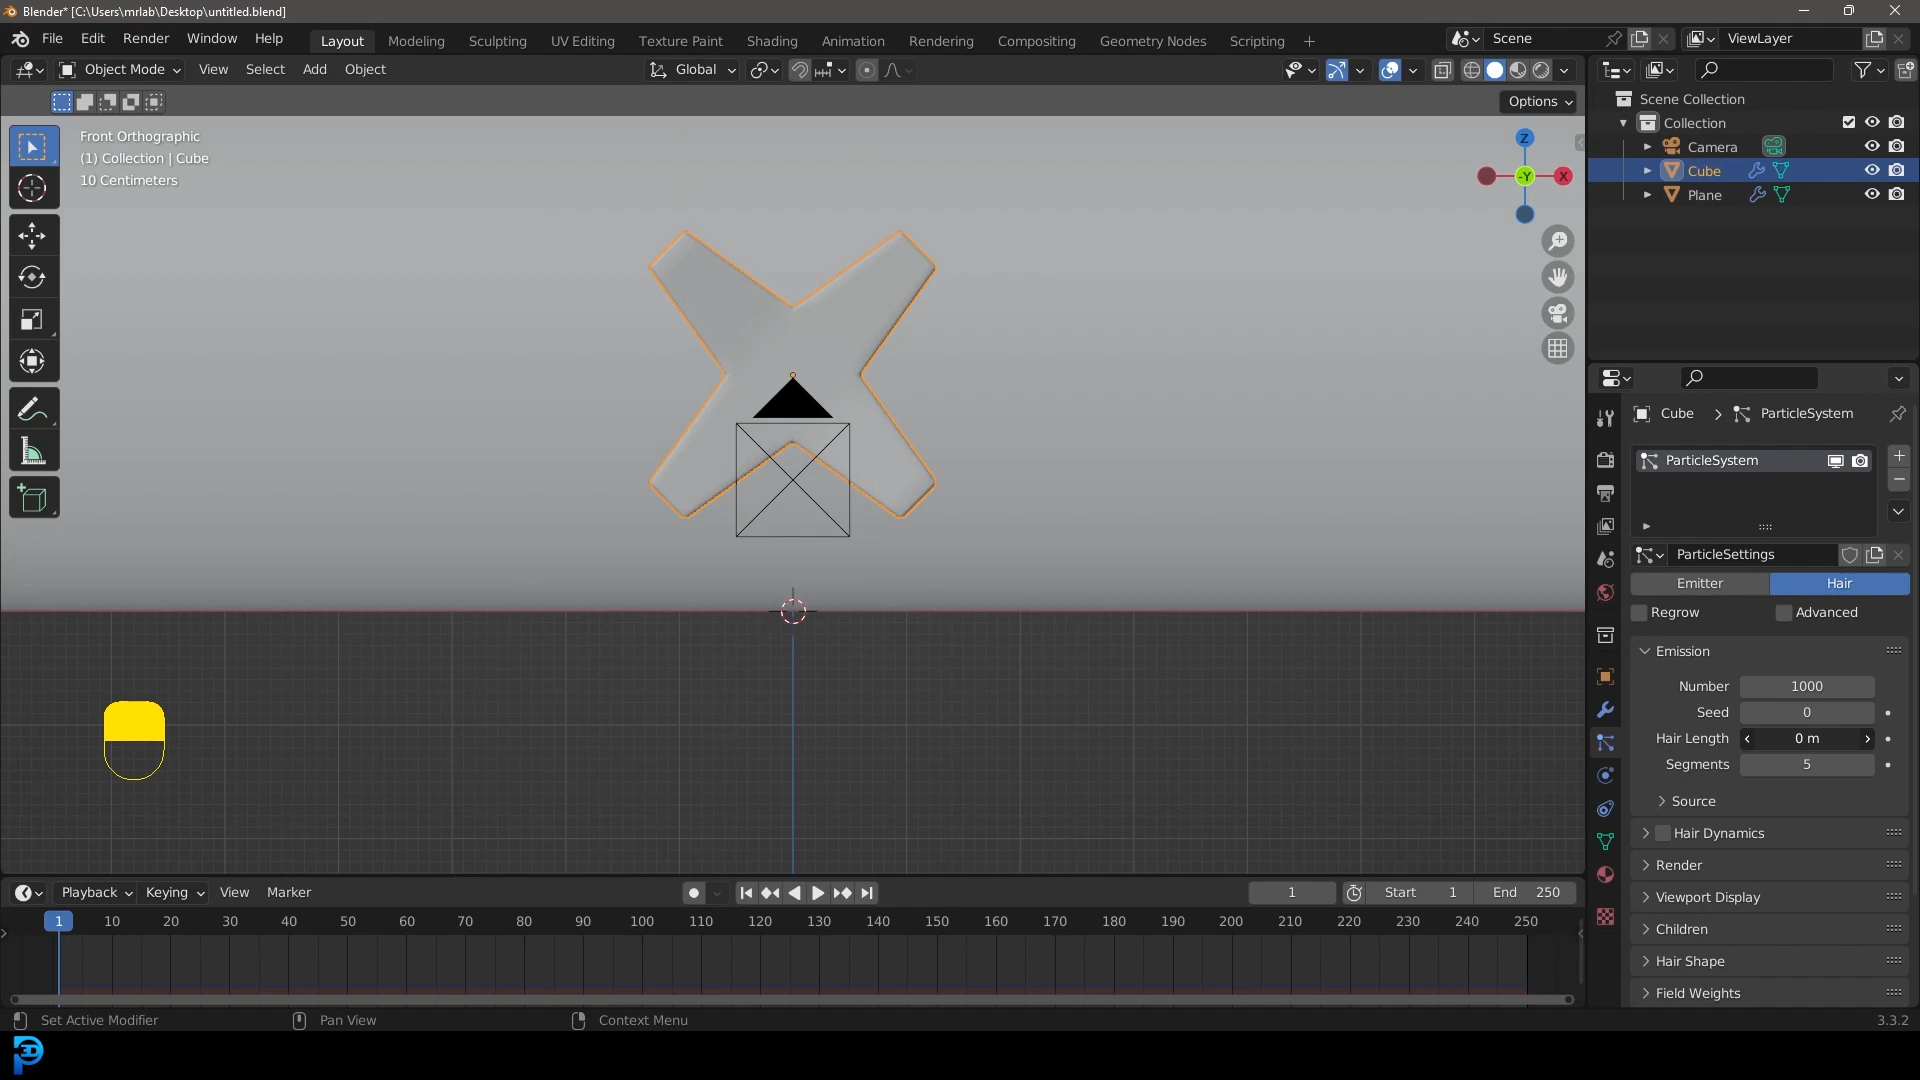 Blender* [C:\Users\mrlab\Desktop\untitled.blend]
File Edit Render Window Help
Layout Modeling Sculpting UV Editing Texture Paint Shading Animation Rendering Compositing Geometry Nodes Scripting +
Scene ViewLayer
Object Mode View Select Add Object Global
Options
Scene Collection
Collection
Camera
Cube
Plane
Front Orthographic
(1) Collection | Cube
10 Centimeters
Z
-Y
X
Cube > ParticleSystem
ParticleSystem
ParticleSettings
Emitter Hair
Regrow Advanced
Emission
Number 1000
Seed 0
Hair Length 0 m
Segments 5
Source
Hair Dynamics
Render
Viewport Display
Children
Hair Shape
Field Weights
Playback Keying View Marker 1 Start 1 End 250
1 10 20 30 40 50 60 70 80 90 100 110 120 130 140 150 160 170 180 190 200 210 220 230 240 250
Set Active Modifier Pan View Context Menu 3.3.2
3D